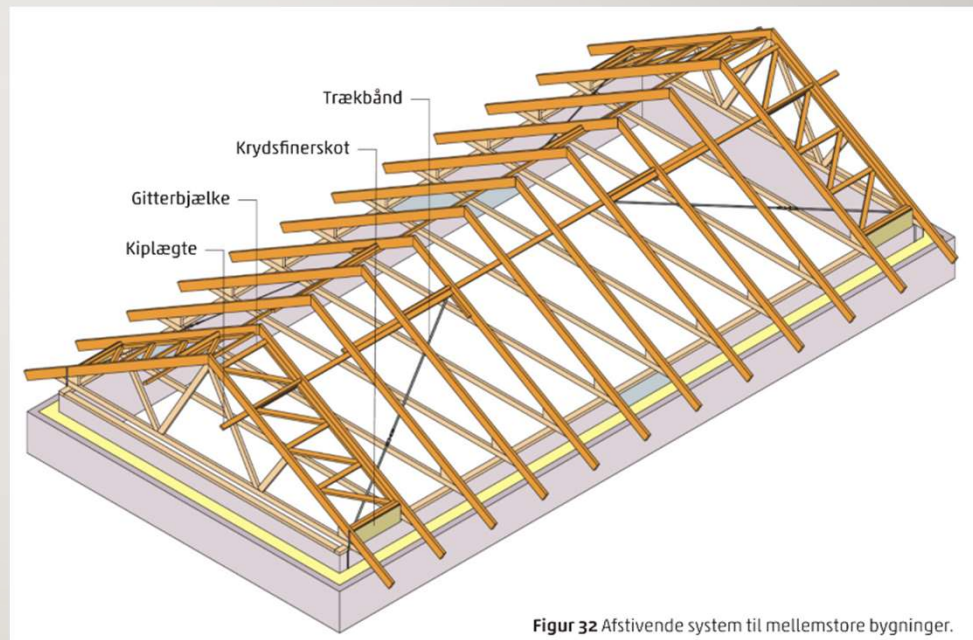 Trækbånd
Krydsfinerskot
Gitterbjælke
Kiplægte
Figur 32 Afstivende system til mellemstore bygninger.